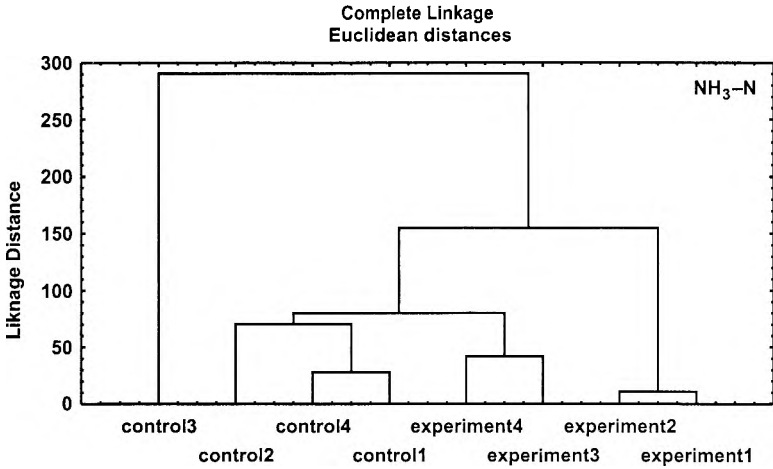 Complete Linkage
Euclidean distances
NH₃–N
300
250
200
150
100
50
0
Liknage Distance
control3 control4 experiment4 experiment2
control2 control1 experiment3 experiment1